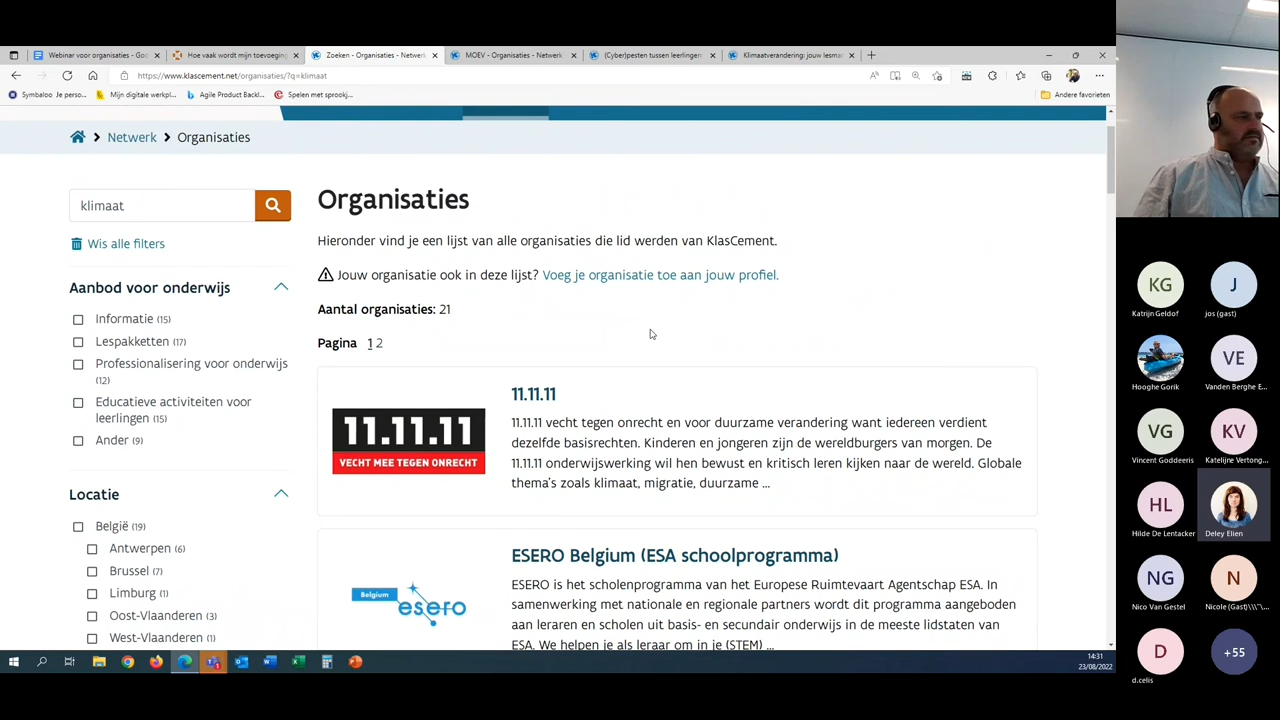 Webinar voor organisaties - Goo
Hoe vaak wordt mijn toevoeging
Zoeken - Organisaties - Netwerk
MOEV - Organisaties - Netwerk
(Cyber)pesten tussen leerlingen
Klimaatverandering: jouw lesma
https://www.klascement.net/organisaties/?q=klimaat
Symbaloo Je perso...
Mijn digitale werkpl...
Agile Product Backl...
Spelen met sprookj...
Andere favorieten
Netwerk
Organisaties
klimaat
Wis alle filters
Aanbod voor onderwijs
Informatie (15)
Lespakketten (17)
Professionalisering voor onderwijs
(12)
Educatieve activiteiten voor
leerlingen (15)
Ander (9)
Locatie
België (19)
Antwerpen (6)
Brussel (7)
Limburg (1)
Oost-Vlaanderen (3)
West-Vlaanderen (1)
Organisaties
Hieronder vind je een lijst van alle organisaties die lid werden van KlasCement.
Jouw organisatie ook in deze lijst? Voeg je organisatie toe aan jouw profiel.
Aantal organisaties: 21
Pagina 1 2
11.11.11
VECHT MEE TEGEN ONRECHT
11.11.11
11.11.11 vecht tegen onrecht en voor duurzame verandering want iedereen verdient
dezelfde basisrechten. Kinderen en jongeren zijn de wereldburgers van morgen. De
11.11.11 onderwijswerking wil hen bewust en kritisch leren kijken naar de wereld. Globale
thema's zoals klimaat, migratie, duurzame ...
Belgium
esero
ESERO Belgium (ESA schoolprogramma)
ESERO is het scholenprogramma van het Europese Ruimtevaart Agentschap ESA. In
samenwerking met nationale en regionale partners wordt dit programma aangeboden
aan leraren en scholen uit basis- en secundair onderwijs in de meeste lidstaten van
ESA. We helpen je als leraar om in je (STEM) ...
14:31
23/08/2022
KG
Katrijn Geldof
J
jos (gast)
Hooghe Gorik
VE
Vanden Berghe E...
VG
Vincent Goddeeris
KV
Katelijne Vertong...
HL
Hilde De Lentacker
Deley Elien
NG
Nico Van Gestel
N
Nicole (Gast)\\\"\...
D
d.celis
+55